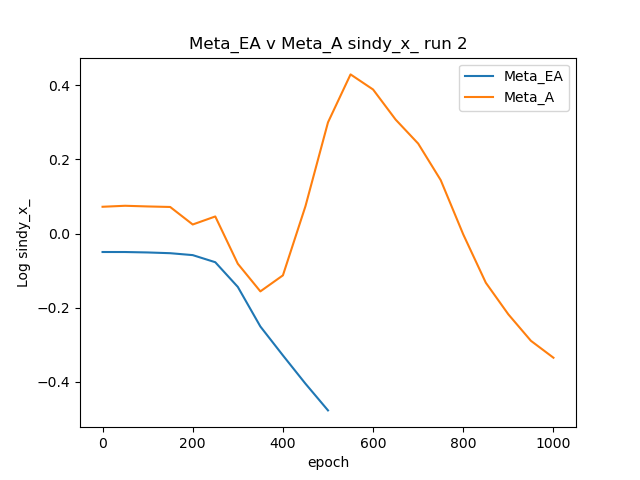 Meta_EA v Meta_A sindy_x_ run 2
Meta_EA
Meta_A
Log sindy_x_
0.4
0.2
0.0
−0.2
−0.4
0 200 400 600 800 1000
epoch